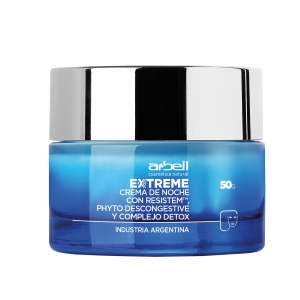 arbell
cosmética natural
EXTREME
CREMA DE NOCHE
CON RESISTEM™,
PHYTO DESCONGESTIVE
Y COMPLEJO DETOX
INDUSTRIA ARGENTINA
50g